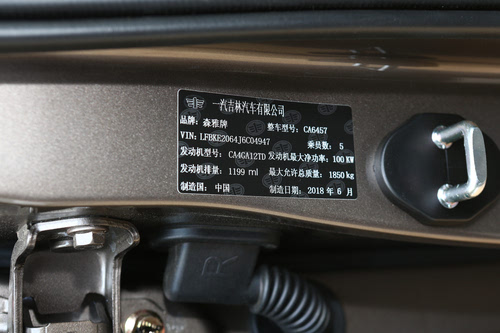 一汽吉林汽车有限公司
品牌：森雅牌 整车型号：CA6457
VIN：LFBKE2064J6C04947 乘员数：5
发动机型号：CA4GA12TD 发动机最大净功率：100 KW
发动机排量：1199 ml 最大允许总质量：1850kg
制造国：中国 制造日期：2018 年 6 月